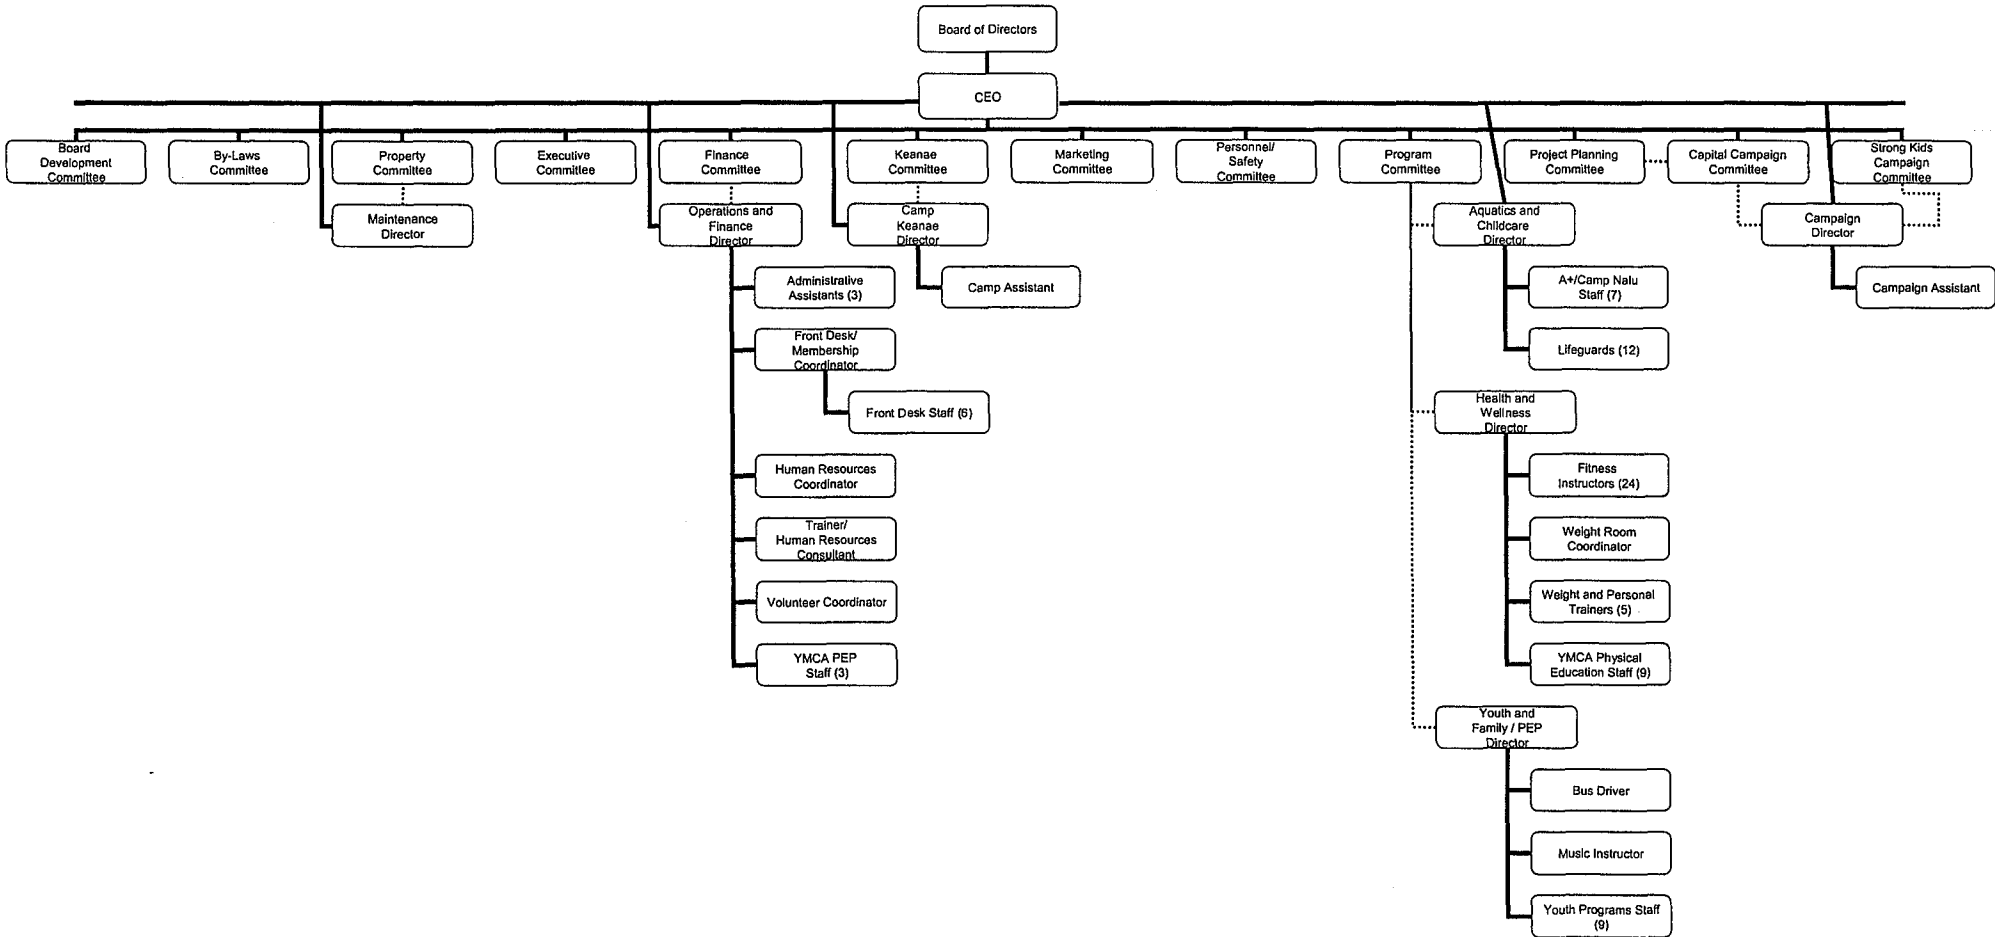 Board of Directors
CEO
Board
Development
Committee
By-Laws
Committee
Property
Committee
Executive
Committee
Finance
Committee
Keanae
Committee
Marketing
Committee
Personnel/
Safety
Committee
Program
Committee
Project Planning
Committee
Capital Campaign
Committee
Strong Kids
Campaign
Committee
Maintenance
Director
Operations and
Finance
Director
Camp
Keanae
Director
Aquatics and
Childcare
Director
Campaign
Director
Administrative
Assistants (3)
Camp Assistant
A+/Camp Nalu
Staff (7)
Campaign Assistant
Front Desk/
Membership
Coordinator
Lifeguards (12)
Front Desk Staff (6)
Health and
Wellness
Director
Human Resources
Coordinator
Fitness
Instructors (24)
Trainer/
Human Resources
Consultant
Weight Room
Coordinator
Volunteer Coordinator
Weight and Personal
Trainers (5)
YMCA PEP
Staff (3)
YMCA Physical
Education Staff (9)
Youth and
Family / PEP
Director
Bus Driver
Music Instructor
Youth Programs Staff
(9)